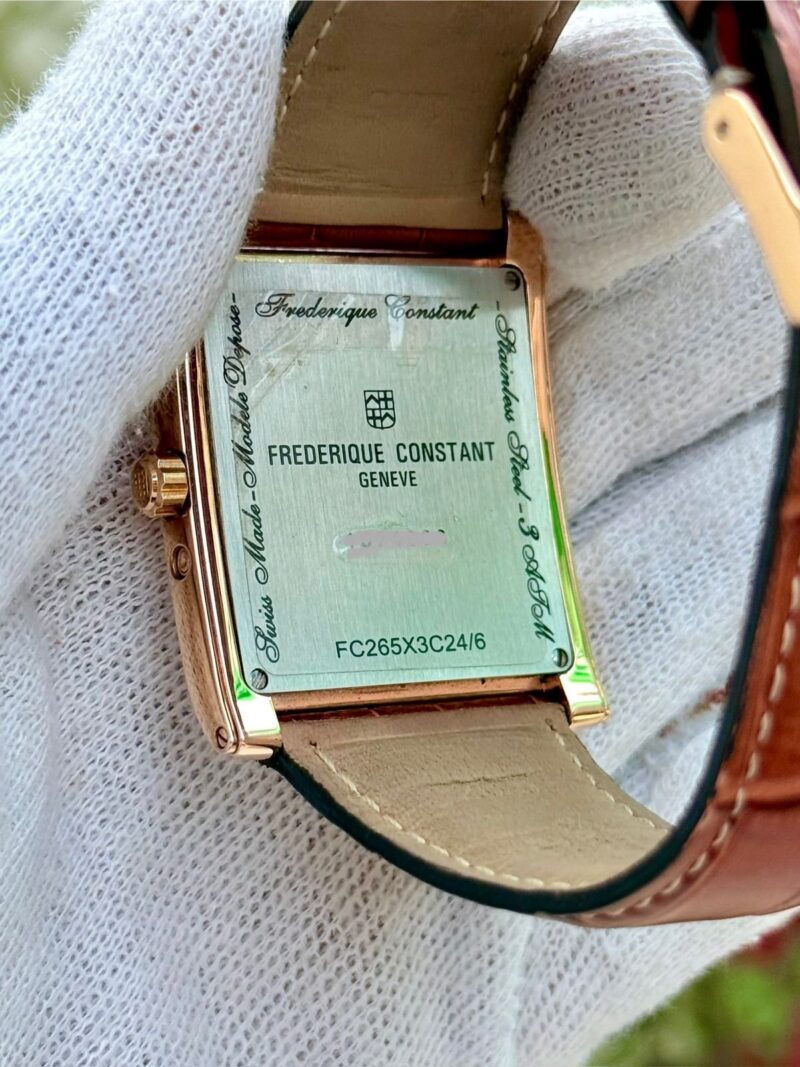 Frederique Constant
FREDERIQUE CONSTANT
GENEVE
FC265X3C24/6
Swiss Made - Modele Depose -
- Stainless Steel - 3 ATM